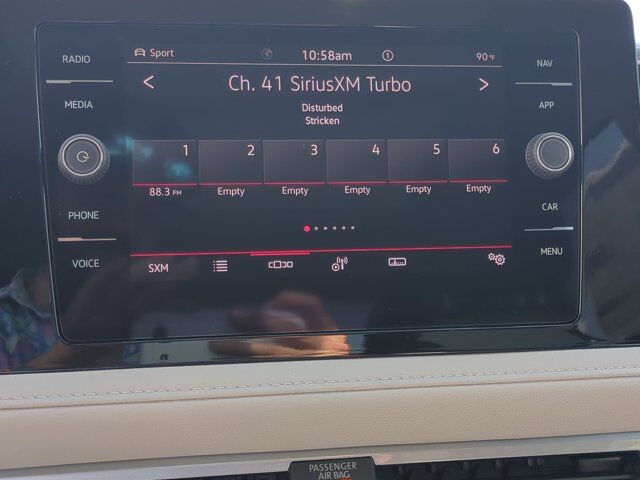 RADIO
MEDIA
PHONE
VOICE
Sport
10:58am
1
90°F
Ch. 41 SiriusXM Turbo
Disturbed
Stricken
1 2 3 4 5 6
88.3 FM Empty Empty Empty Empty Empty
SXM
NAV
APP
CAR
MENU
PASSENGER
AIR BAG